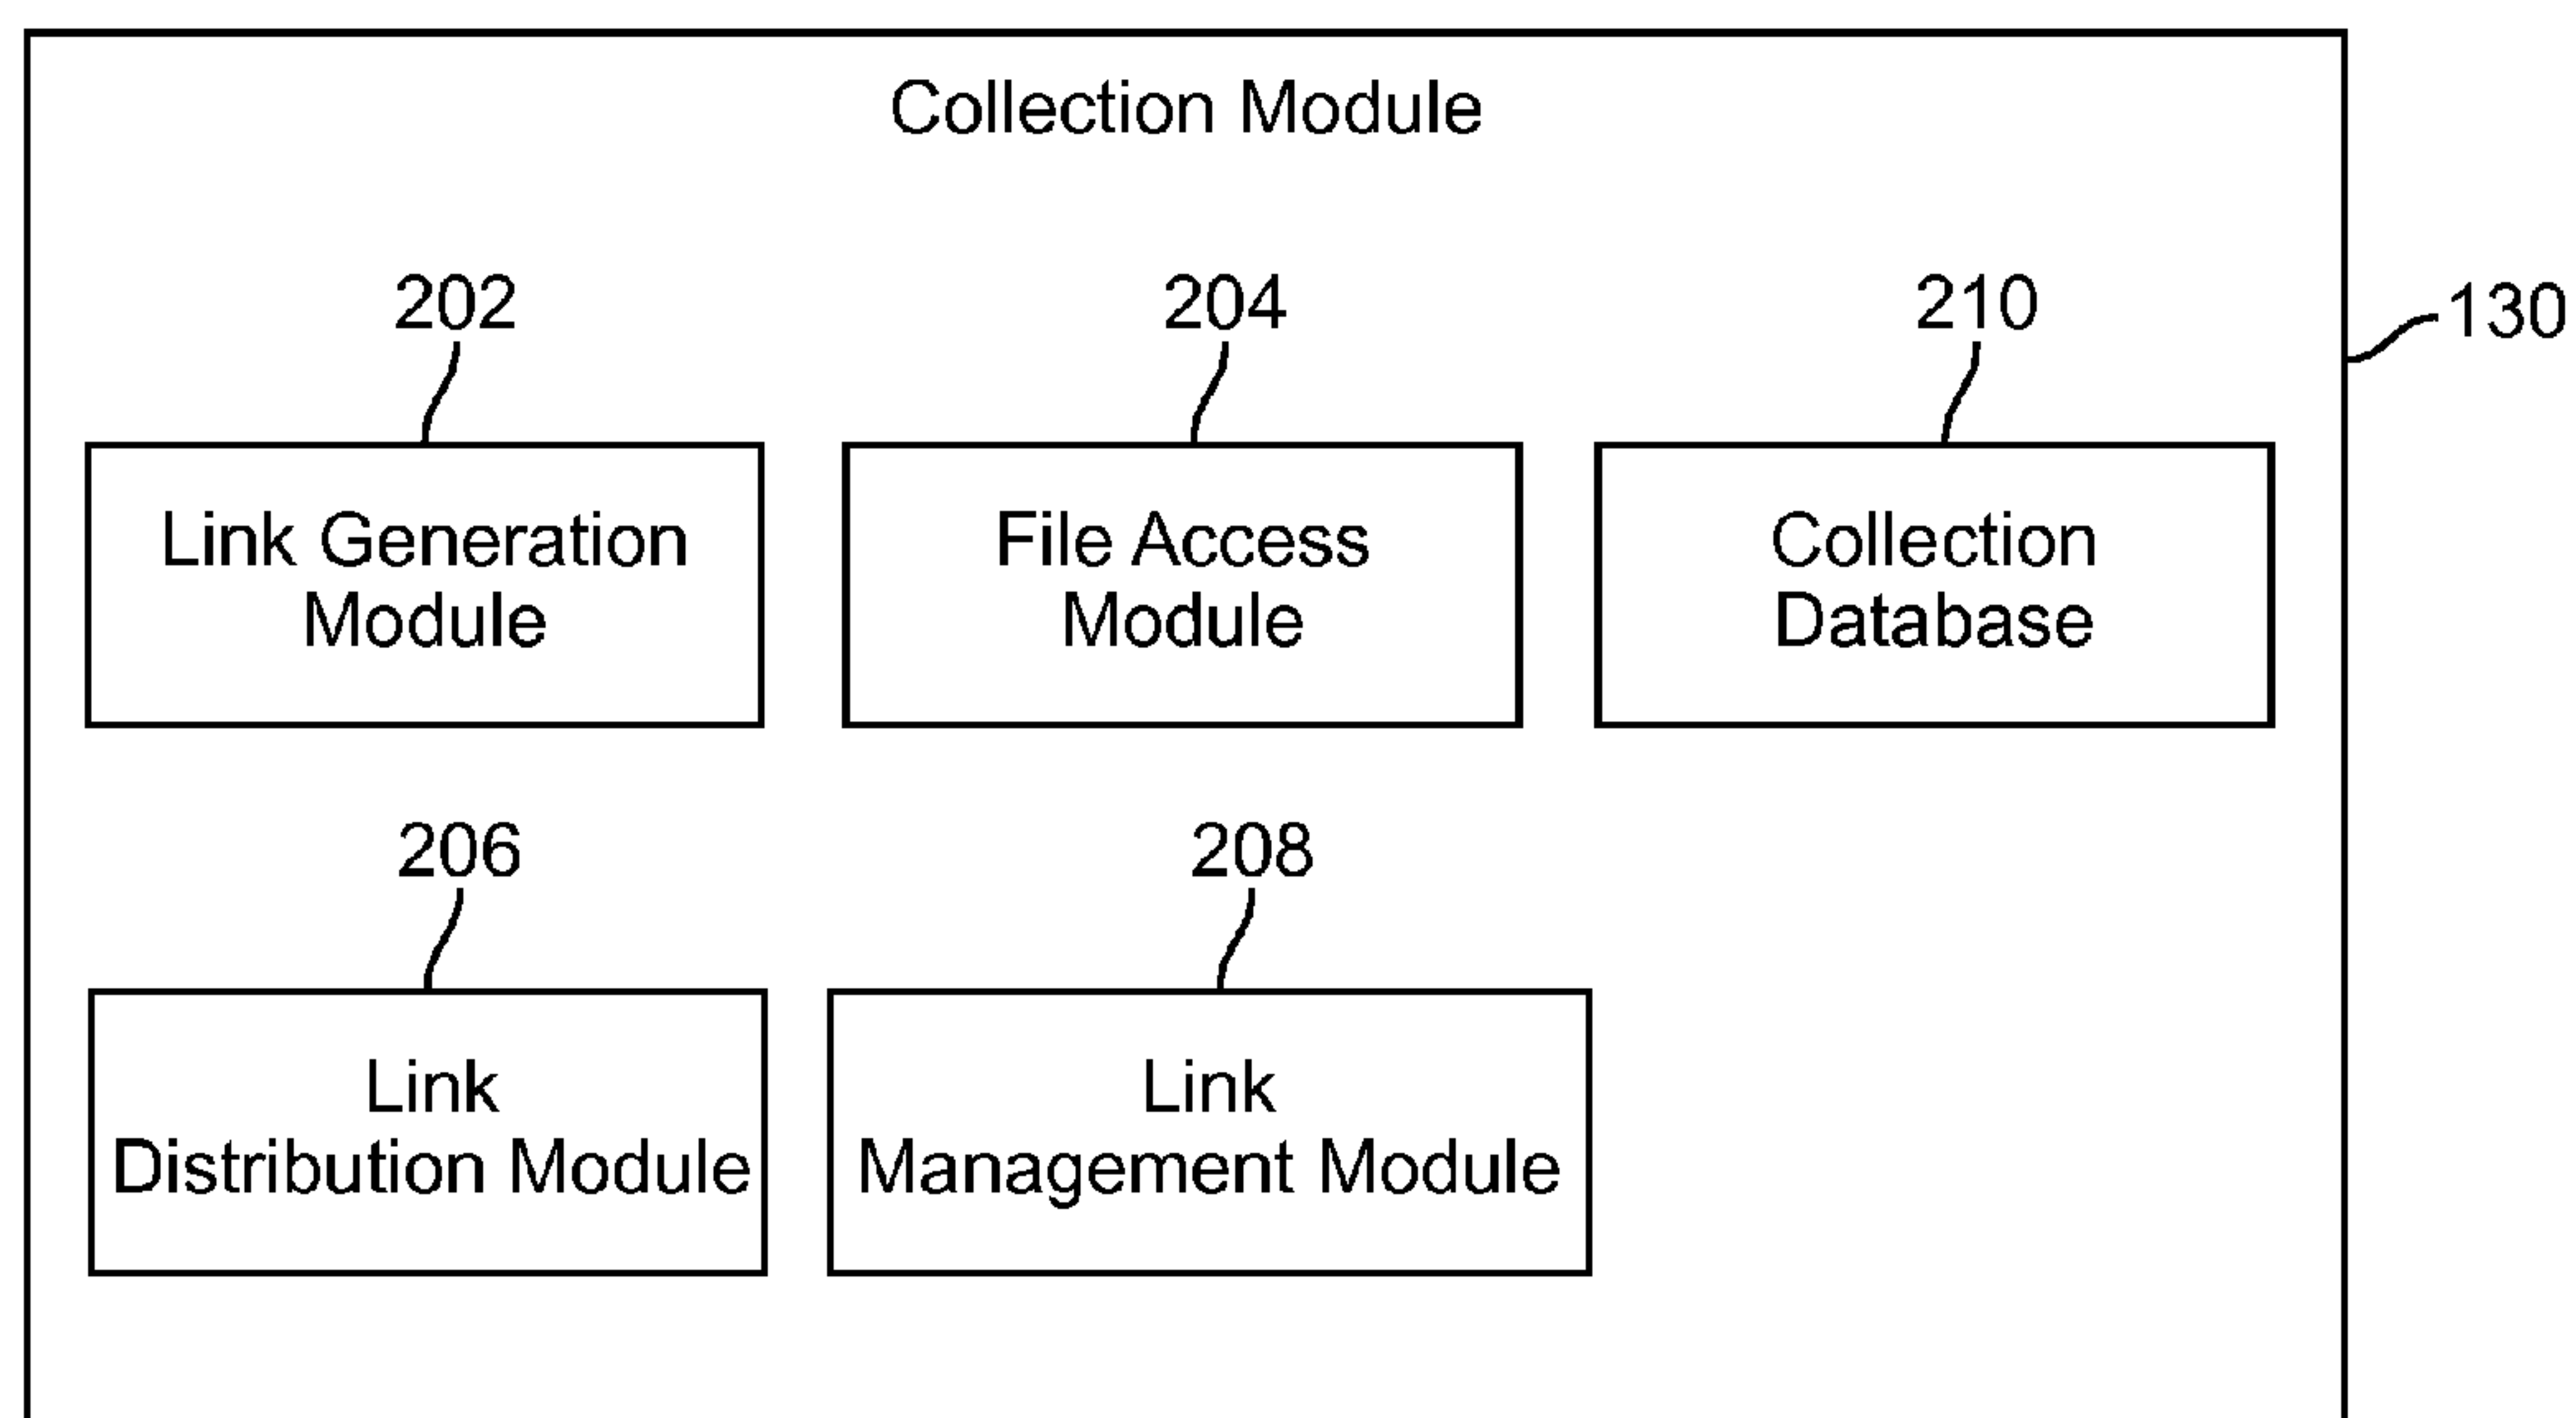 Collection Module
202
204
210
130
Link Generation
Module
File Access
Module
Collection
Database
206
208
Link
Distribution Module
Link
Management Module